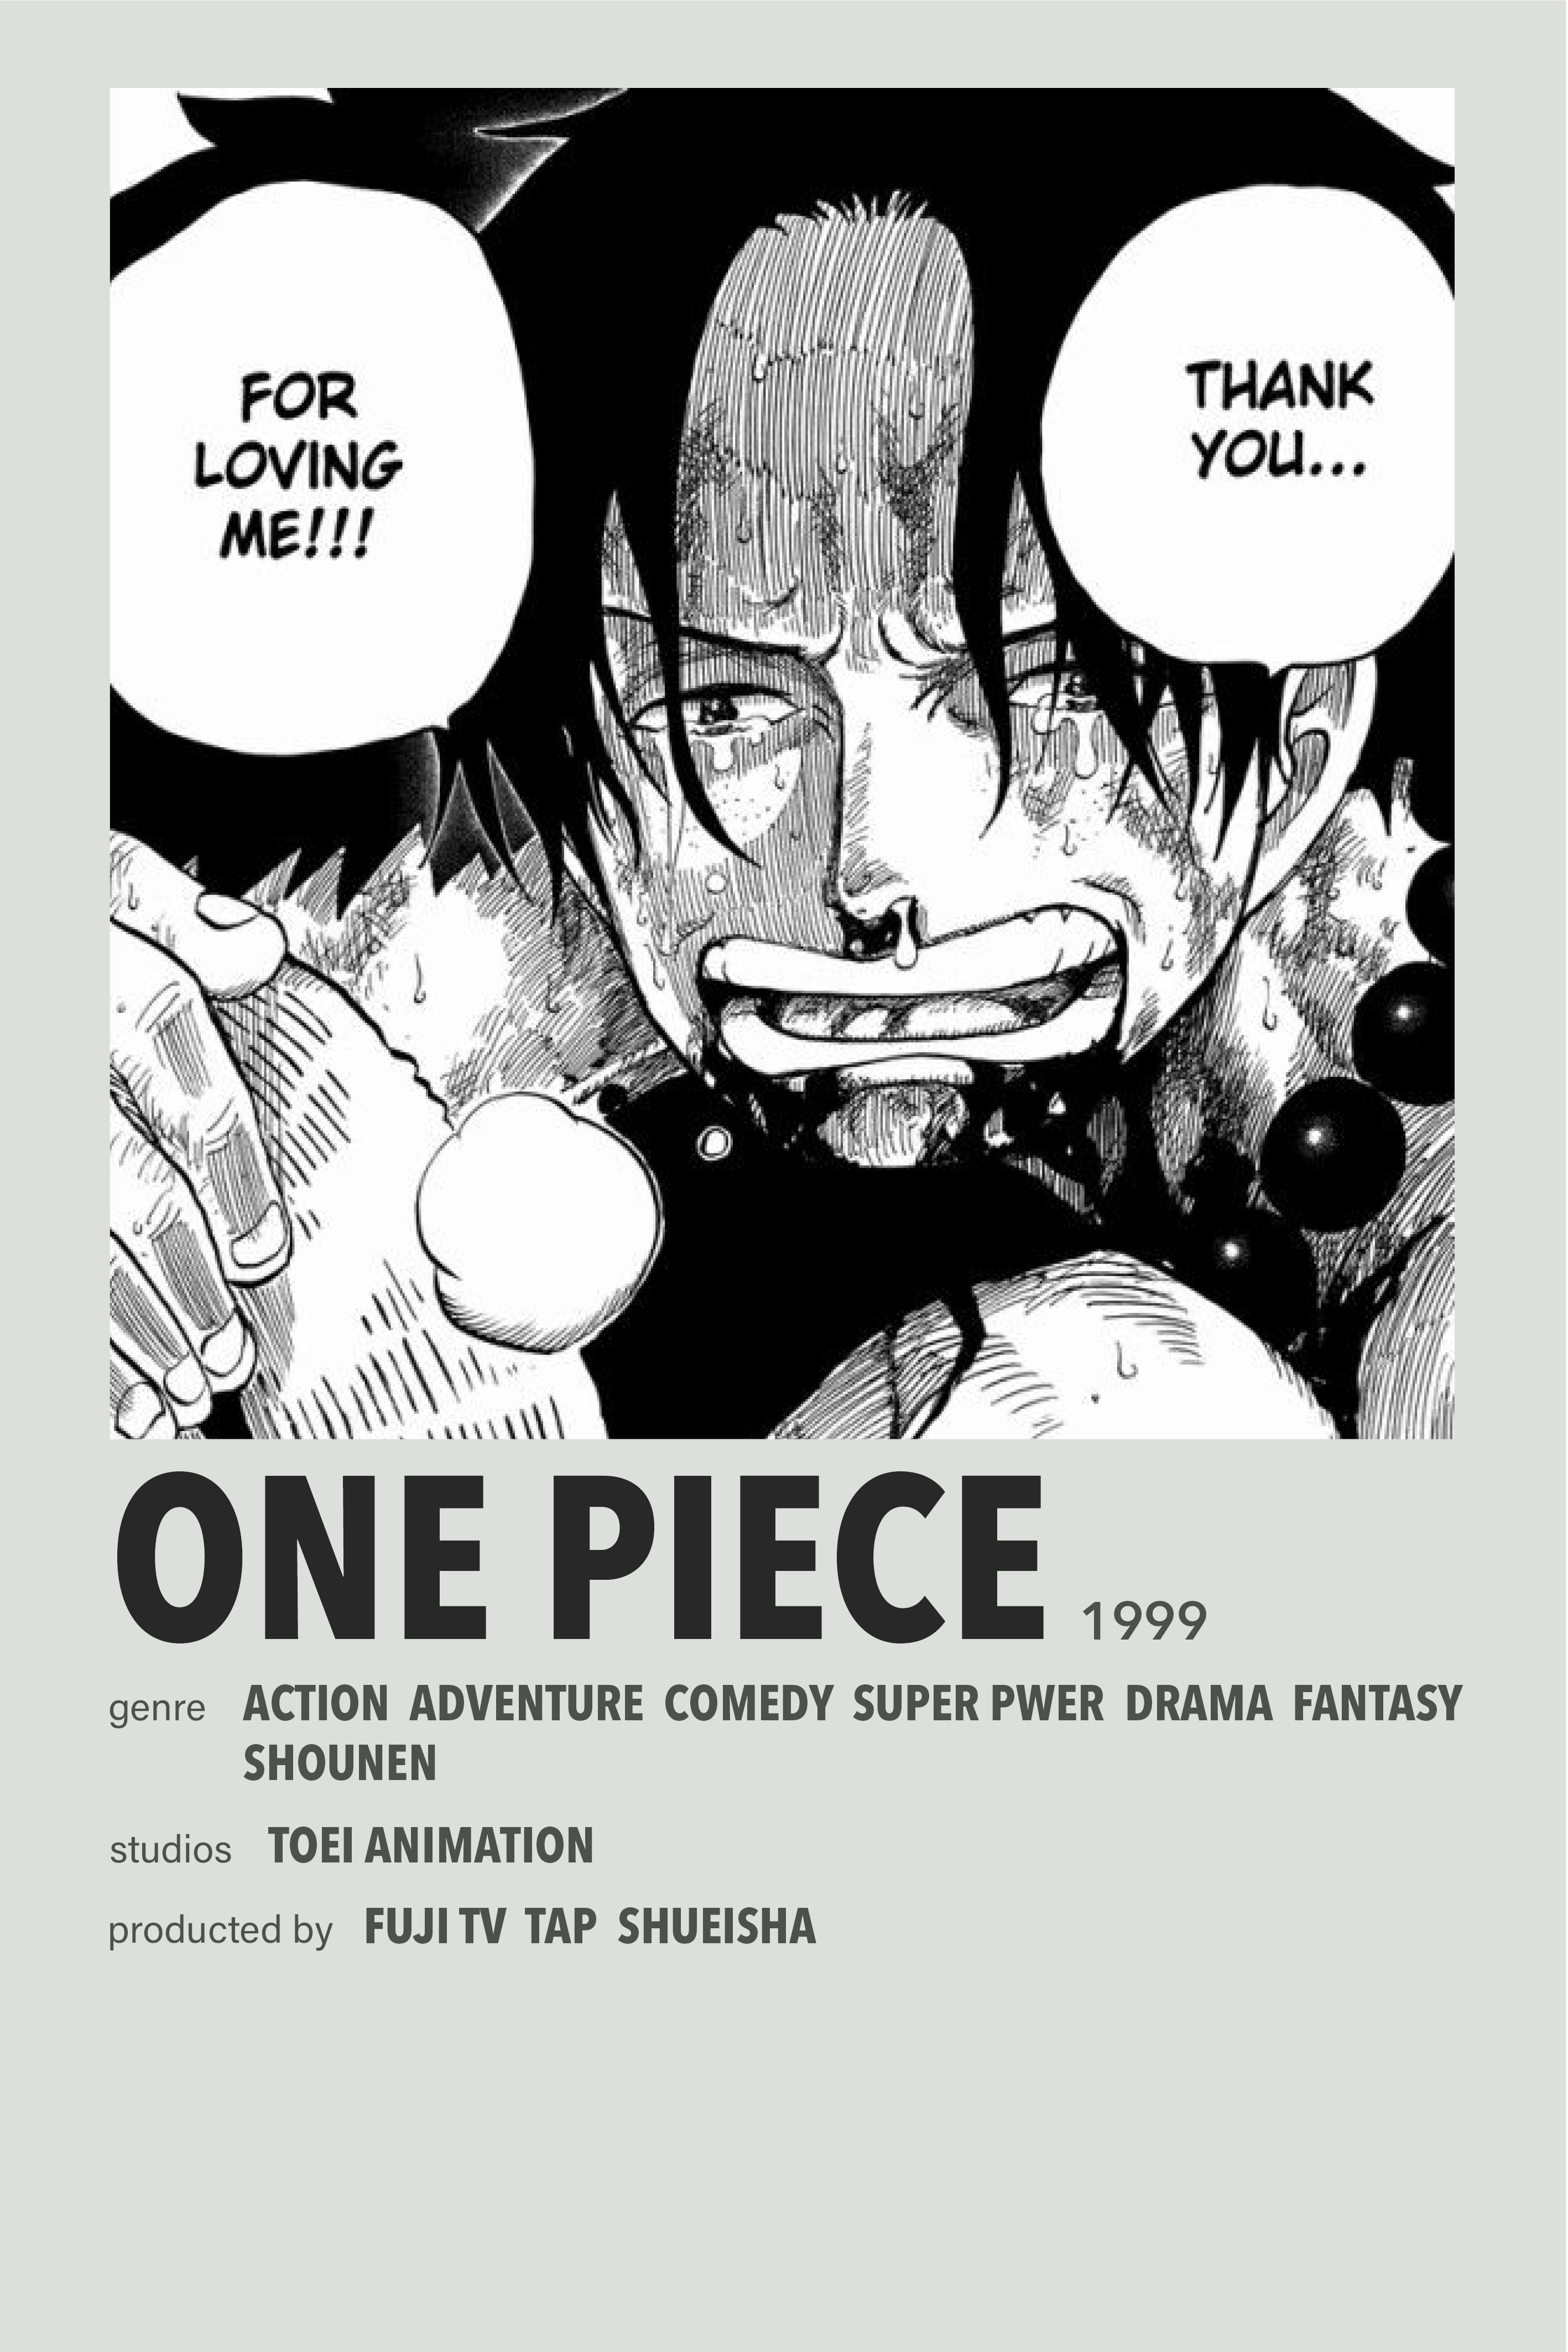 THANK
YOU...
FOR
LOVING
ME!!!
ONE PIECE 1999
genre ACTION ADVENTURE COMEDY SUPER PWER DRAMA FANTASY
SHOUNEN
studios TOEI ANIMATION
producted by FUJI TV TAP SHUEISHA